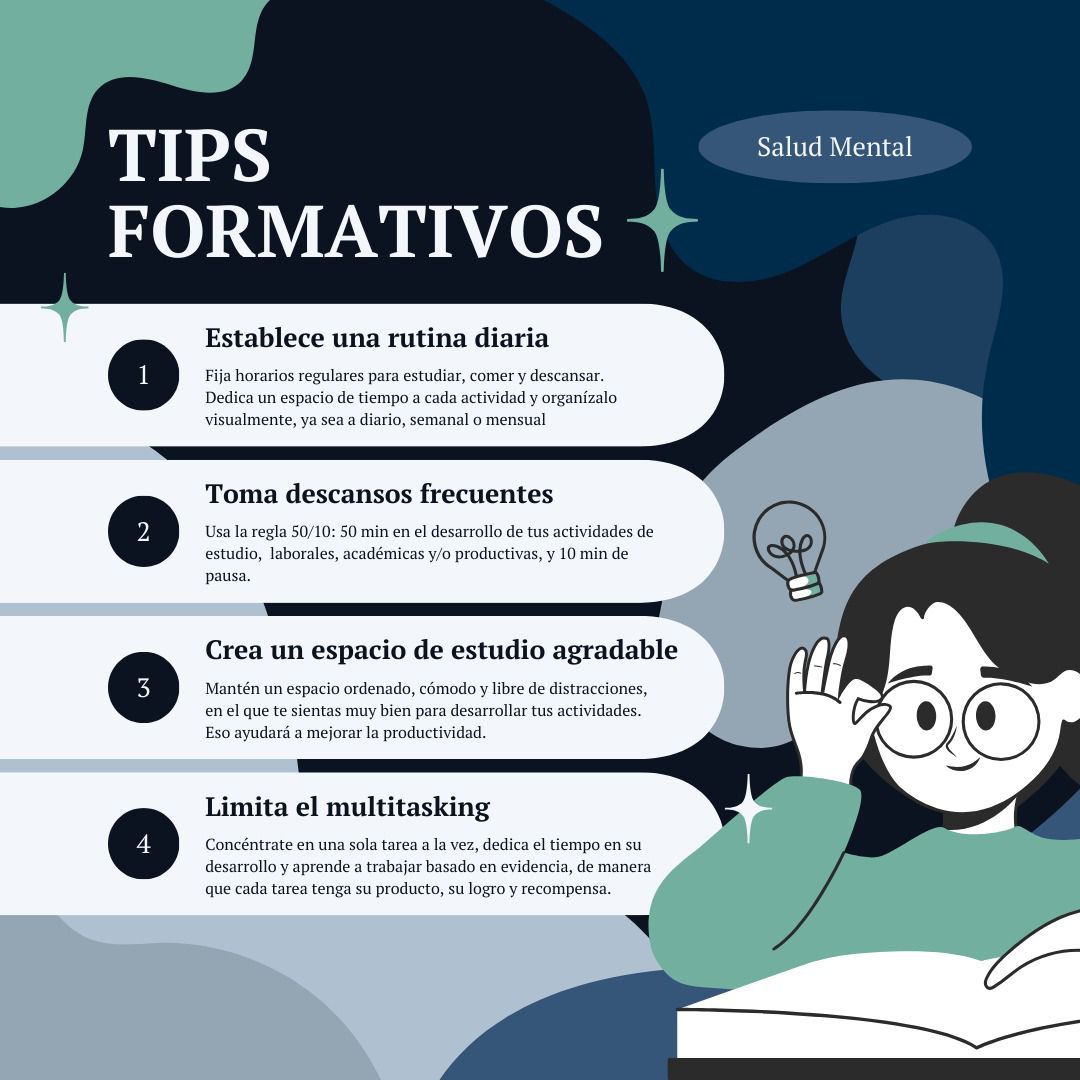 TIPS
FORMATIVOS
Salud Mental
1
Establece una rutina diaria
Fija horarios regulares para estudiar, comer y descansar.
Dedica un espacio de tiempo a cada actividad y organízalo
visualmente, ya sea a diario, semanal o mensual
2
Toma descansos frecuentes
Usa la regla 50/10: 50 min en el desarrollo de tus actividades de
estudio,  laborales, académicas y/o productivas, y 10 min de
pausa.
3
Crea un espacio de estudio agradable
Mantén un espacio ordenado, cómodo y libre de distracciones,
en el que te sientas muy bien para desarrollar tus actividades.
Eso ayudará a mejorar la productividad.
4
Limita el multitasking
Concéntrate en una sola tarea a la vez, dedica el tiempo en su
desarrollo y aprende a trabajar basado en evidencia, de manera
que cada tarea tenga su producto, su logro y recompensa.